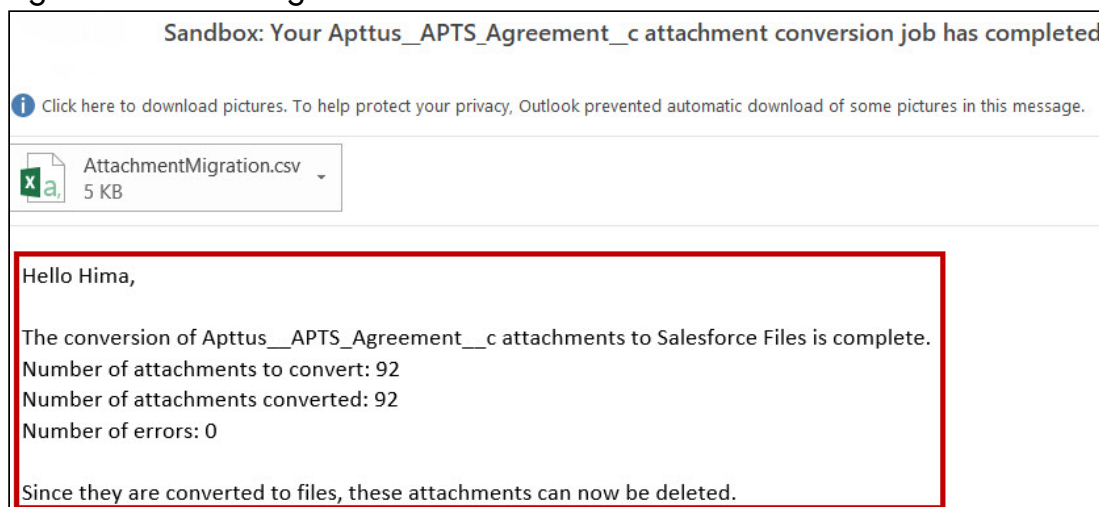 Sandbox: Your Apttus__APTS_Agreement__c attachment conversion job has completed
Click here to download pictures. To help protect your privacy, Outlook prevented automatic download of some pictures in this message.
AttachmentMigration.csv
5 KB
Hello Hima,
The conversion of Apttus__APTS_Agreement__c attachments to Salesforce Files is complete.
Number of attachments to convert: 92
Number of attachments converted: 92
Number of errors: 0
Since they are converted to files, these attachments can now be deleted.